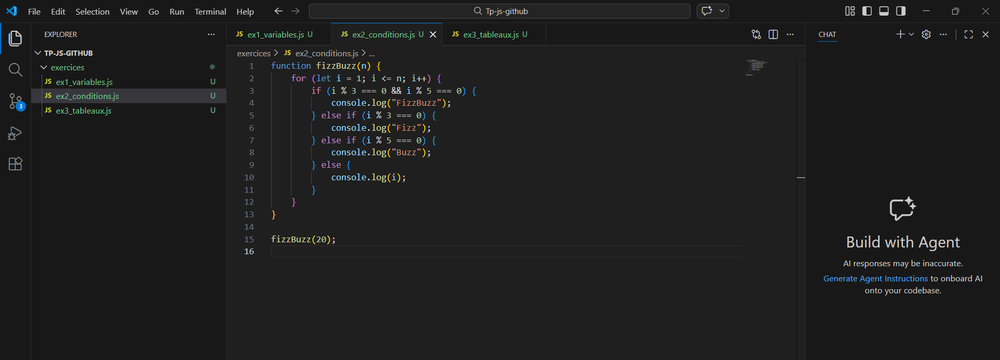 File Edit Selection View Go Run Terminal Help
Tp-js-github
EXPLORER
TP-JS-GITHUB
exercices
JS ex1_variables.js U
JS ex2_conditions.js U
JS ex3_tableaux.js U
3
JS ex1_variables.js U
JS ex2_conditions.js U
JS ex3_tableaux.js U
exercices > JS ex2_conditions.js > ...
1 function fizzBuzz(n) {
2 for (let i = 1; i <= n; i++) {
3 if (i % 3 === 0 && i % 5 === 0) {
4 console.log("FizzBuzz");
5 } else if (i % 3 === 0) {
6 console.log("Fizz");
7 } else if (i % 5 === 0) {
8 console.log("Buzz");
9 } else {
10 console.log(i);
11 }
12 }
13 }
14
15 fizzBuzz(20);
16
CHAT
Build with Agent
AI responses may be inaccurate.
Generate Agent Instructions to onboard AI
onto your codebase.